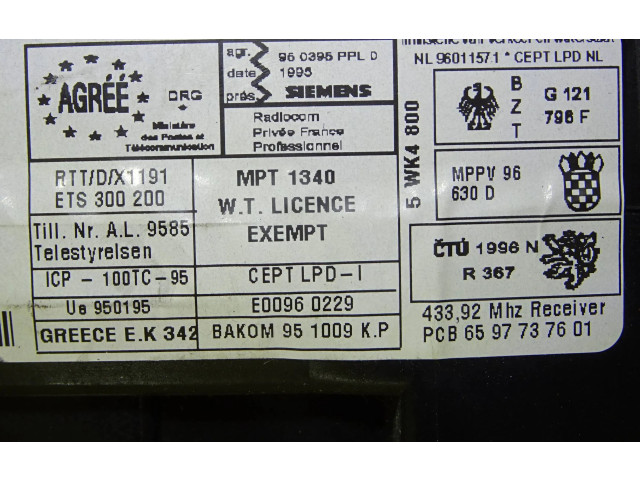 NL 96011571 * CEPT LPD NL
AGRÉÉ
DRG
Ministère
des Postes et
Télécommunication
agr. 96 0395 PPL 0
date 1995
prés. SIEMENS
Radiocom
Privée France
Professionnel
5 WK4 800
B
Z
T
G 121
796 F
RTT/D/X1191
ETS 300 200
MPT 1340
W.T. LICENCE
EXEMPT
MPPV 96
630 D
Till. Nr. A.L. 9585
Telestyrelsen
ICP - 100TC-95
CEPT LPD-I
ČTÚ 1996 N
R 367
Ue 950195
E0096 0229
GREECE E.K 342
BAKOM 95 1009 K.P
433,92 Mhz Receiver
PCB 65 97 73 76 01